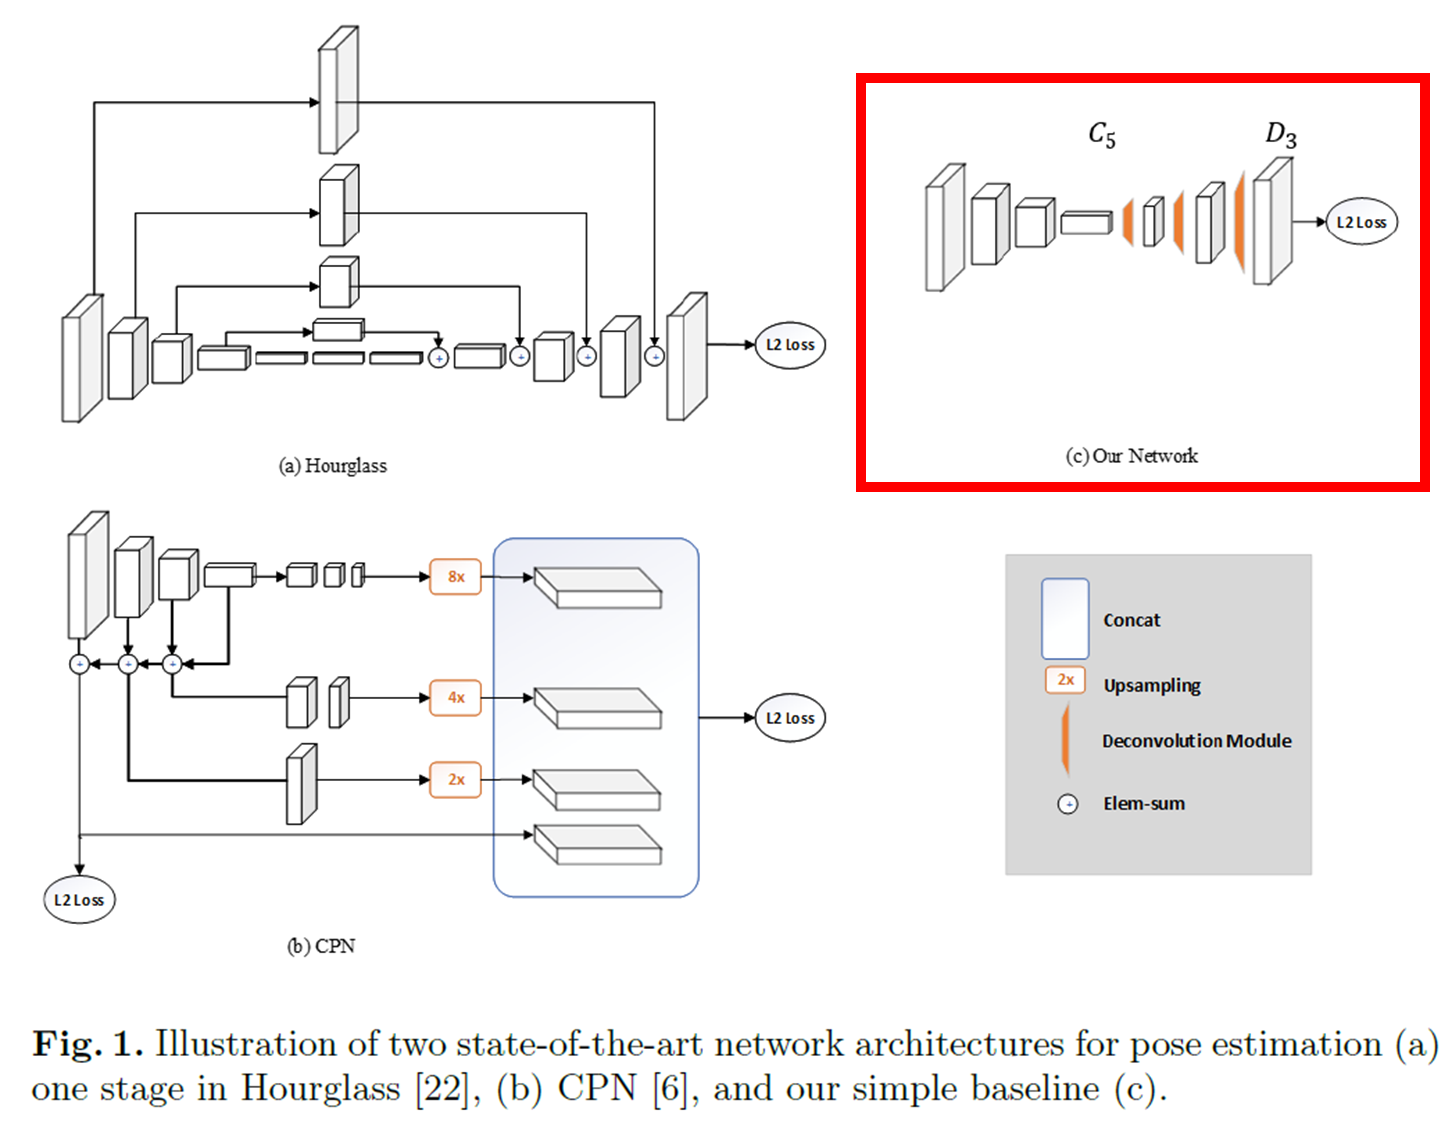 L2 Loss
(a) Hourglass
C5
D3
L2 Loss
(c) Our Network
8x
4x
2x
L2 Loss
L2 Loss
(b) CPN
Concat
2x
Upsampling
Deconvolution Module
+
Elem-sum
Fig. 1. Illustration of two state-of-the-art network architectures for pose estimation (a)
one stage in Hourglass [22], (b) CPN [6], and our simple baseline (c).